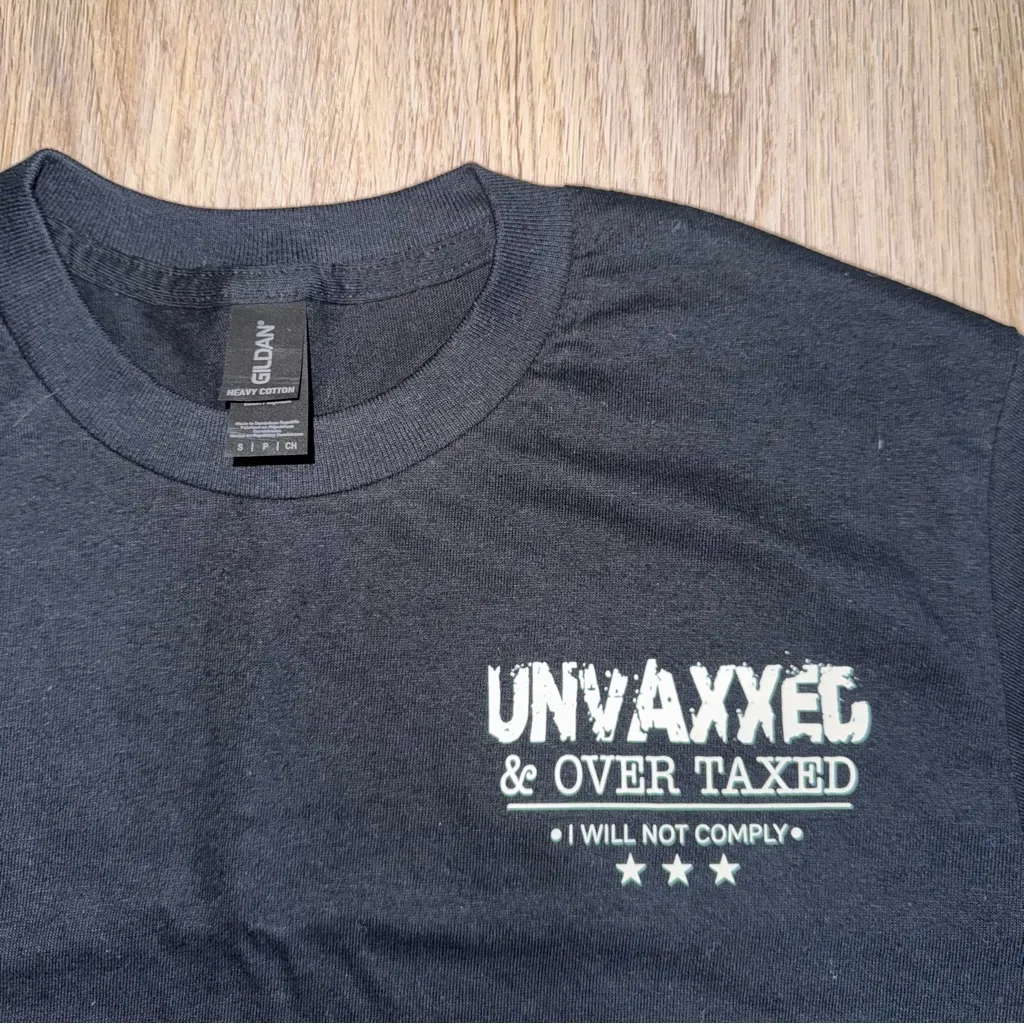 GILDAN®
HEAVY COTTON
S | P | CH
UNVAXXED
& OVER TAXED
•I WILL NOT COMPLY•